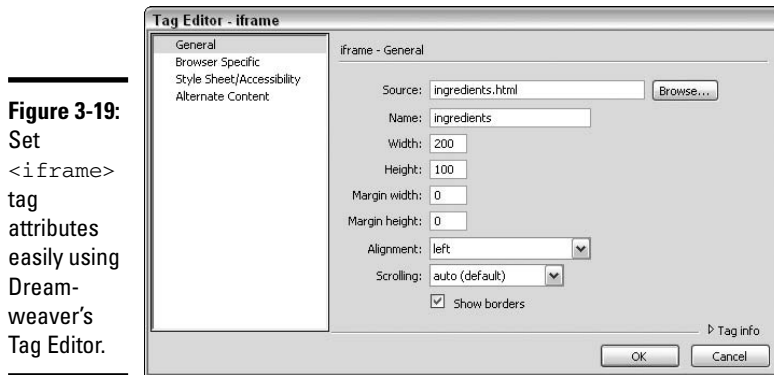 Figure 3-19:
Set
<iframe>
tag
attributes
easily using
Dream-
weaver's
Tag Editor.
Tag Editor - iframe
General
Browser Specific
Style Sheet/Accessibility
Alternate Content
iframe - General
Source: ingredients.html Browse...
Name: ingredients
Width: 200
Height: 100
Margin width: 0
Margin height: 0
Alignment: left
Scrolling: auto (default)
Show borders
Tag info
OK Cancel